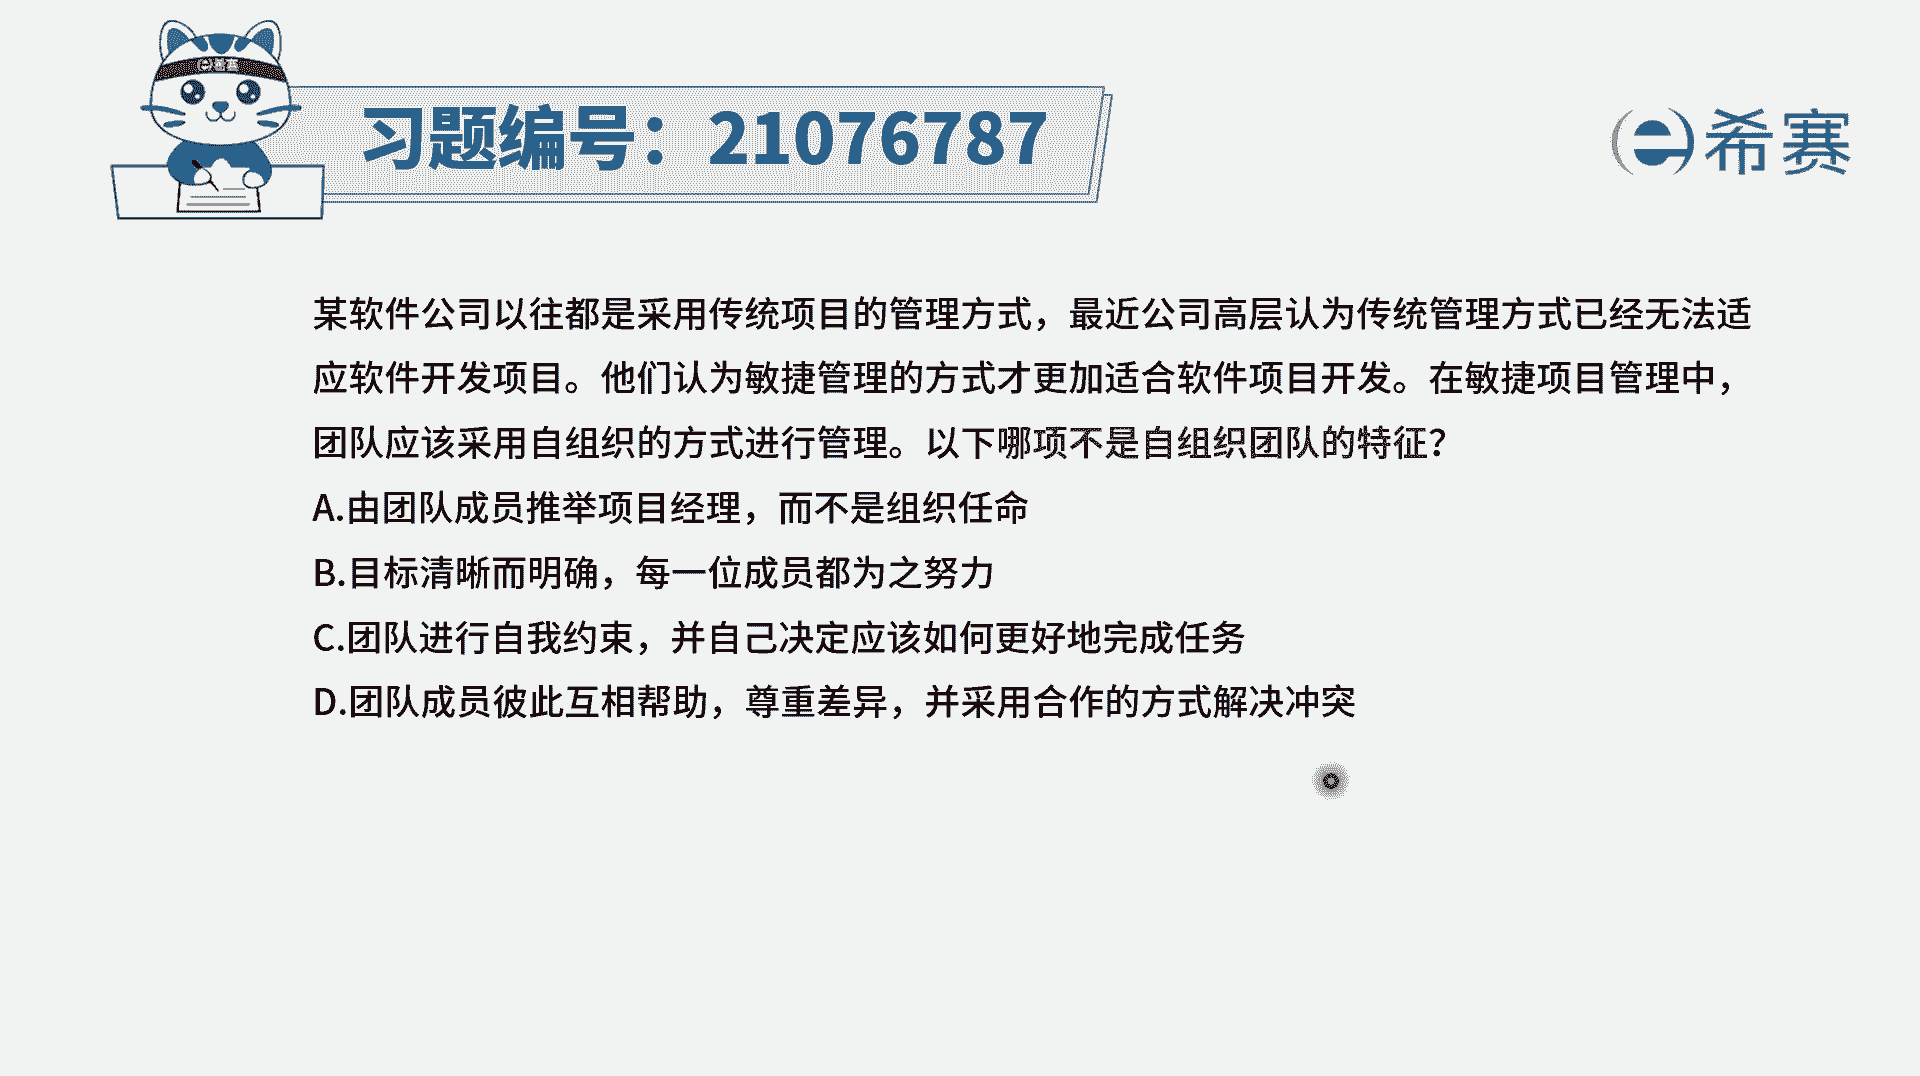 e希赛
习题编号：21076787
e希赛
某软件公司以往都是采用传统项目的管理方式，最近公司高层认为传统管理方式已经无法适
应软件开发项目。他们认为敏捷管理的方式才更加适合软件项目开发。在敏捷项目管理中，
团队应该采用自组织的方式进行管理。以下哪项不是自组织团队的特征？
A.由团队成员推举项目经理，而不是组织任命
B.目标清晰而明确，每一位成员都为之努力
C.团队进行自我约束，并自己决定应该如何更好地完成任务
D.团队成员彼此互相帮助，尊重差异，并采用合作的方式解决冲突